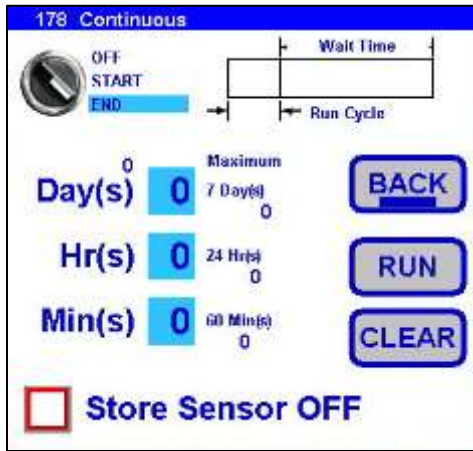 178 Continuous
OFF
START
END
Wait Time
Run Cycle
0
Maximum
Day(s) 0 7 Day(s)
0
BACK
Hr(s) 0 24 Hr(s)
0
RUN
Min(s) 0 60 Min(s)
0
CLEAR
Store Sensor OFF